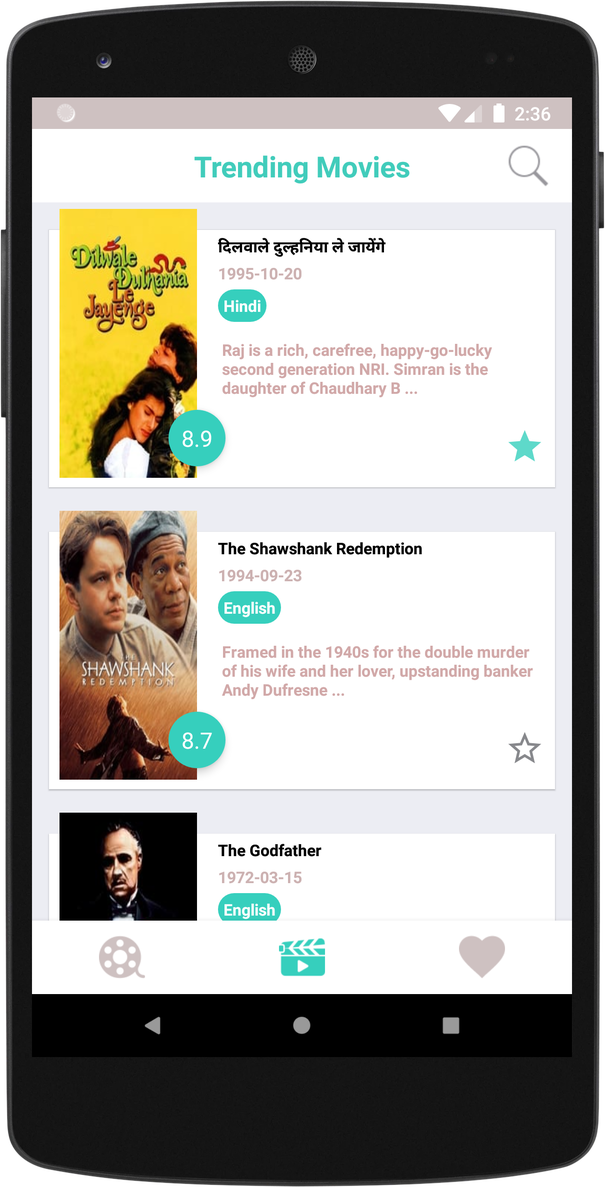 2:36
Trending Movies
Dilwale
Dulhania
Le
Jayenge
दिलवाले दुल्हनिया ले जायेंगे
1995-10-20
Hindi
Raj is a rich, carefree, happy-go-lucky
second generation NRI. Simran is the
daughter of Chaudhary B ...
8.9
THE
SHAWSHANK
REDEMPTION
The Shawshank Redemption
1994-09-23
English
Framed in the 1940s for the double murder
of his wife and her lover, upstanding banker
Andy Dufresne ...
8.7
The Godfather
1972-03-15
English